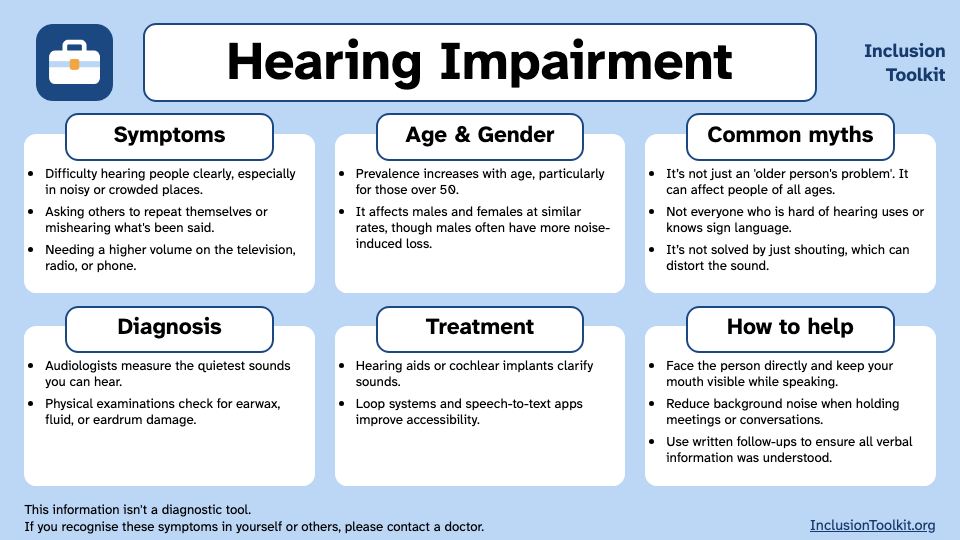 Hearing Impairment
Inclusion
Toolkit
Symptoms
• Difficulty hearing people clearly, especially
in noisy or crowded places.
• Asking others to repeat themselves or
mishearing what's been said.
• Needing a higher volume on the television,
radio, or phone.
Age & Gender
• Prevalence increases with age, particularly
for those over 50.
• It affects males and females at similar
rates, though males often have more noise-
induced loss.
Common myths
• It's not just an 'older person's problem'. It
can affect people of all ages.
• Not everyone who is hard of hearing uses or
knows sign language.
• It's not solved by just shouting, which can
distort the sound.
Diagnosis
• Audiologists measure the quietest sounds
you can hear.
• Physical examinations check for earwax,
fluid, or eardrum damage.
Treatment
• Hearing aids or cochlear implants clarify
sounds.
• Loop systems and speech-to-text apps
improve accessibility.
How to help
• Face the person directly and keep your
mouth visible while speaking.
• Reduce background noise when holding
meetings or conversations.
• Use written follow-ups to ensure all verbal
information was understood.
This information isn't a diagnostic tool.
If you recognise these symptoms in yourself or others, please contact a doctor.
InclusionToolkit.org